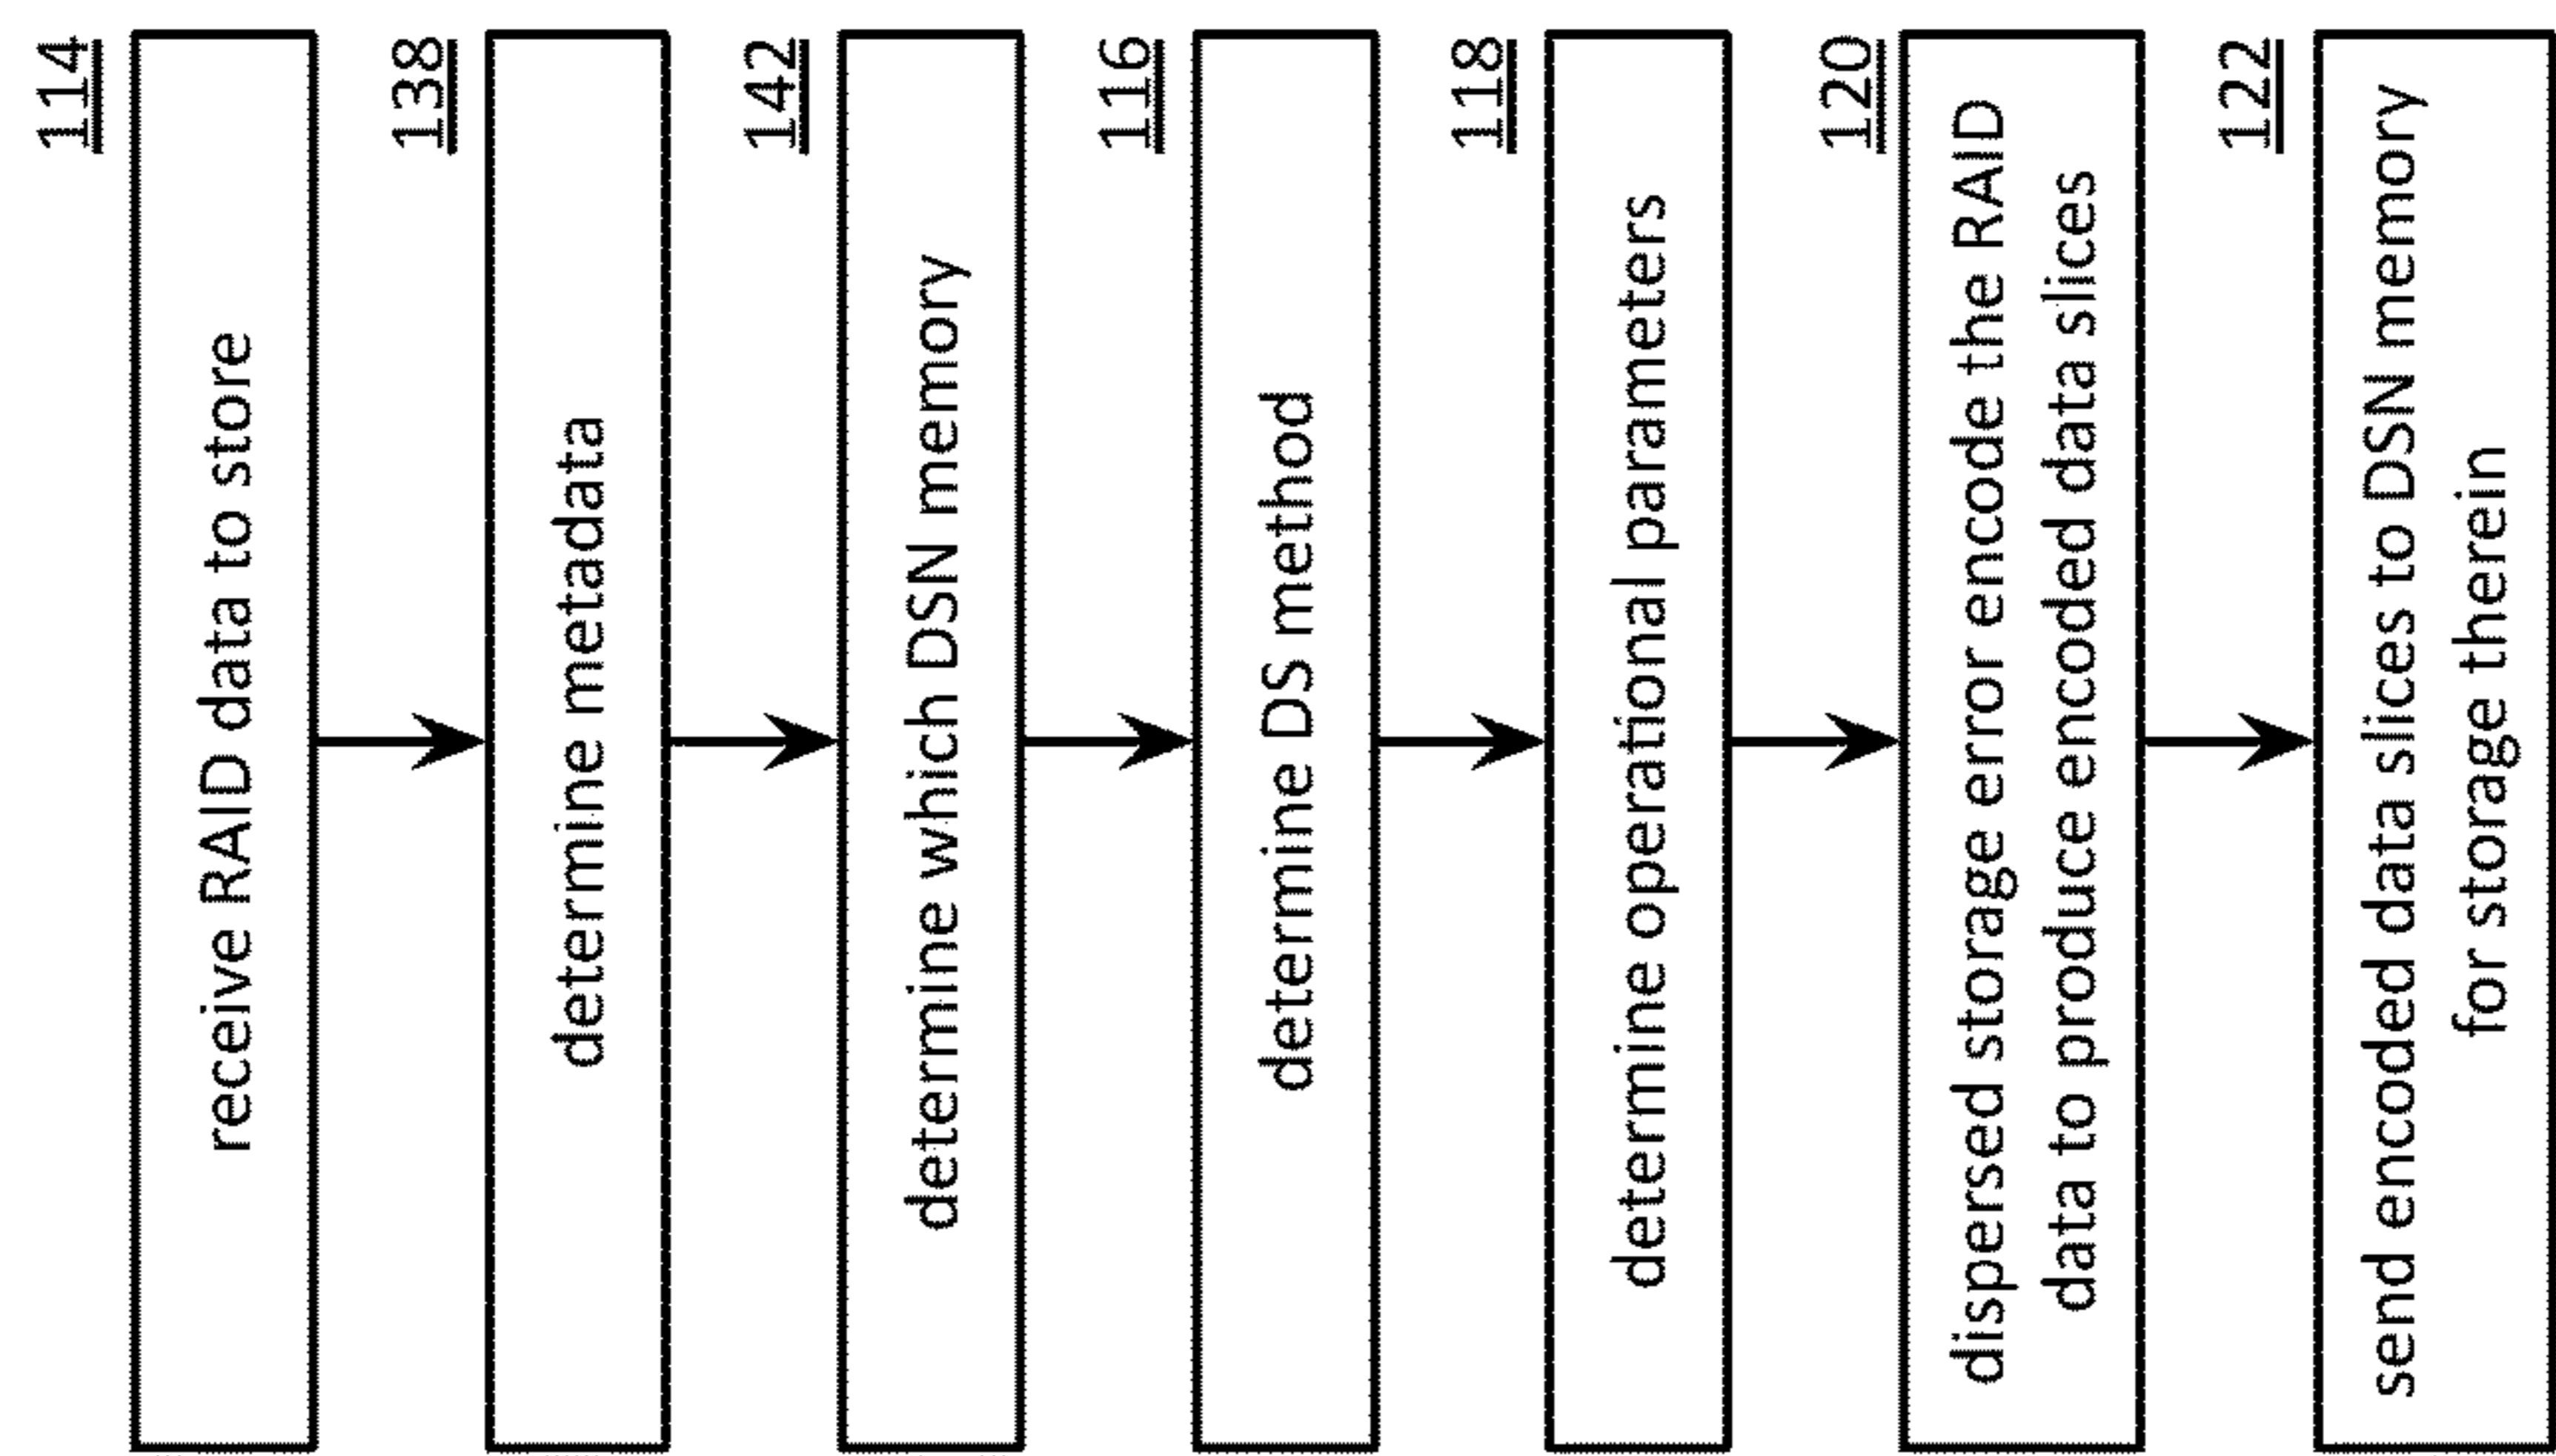 114
receive RAID data to store
138
determine metadata
142
determine which DSN memory
116
determine DS method
118
determine operational parameters
120
dispersed storage error encode the RAID
data to produce encoded data slices
122
send encoded data slices to DSN memory
for storage therein